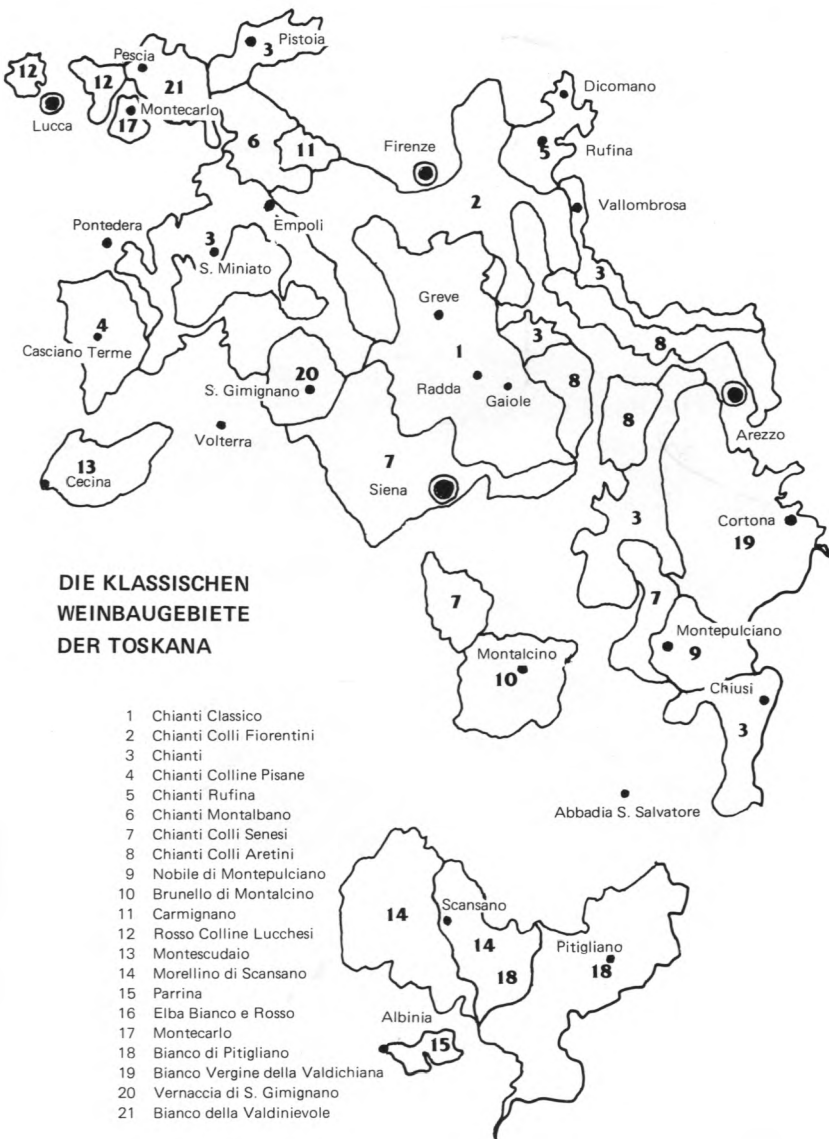 Pistoia
3
Pescia
12
12
21
Montecarlo
Lucca
17
6
11
Firenze
Dicomano
5
Rufina
2
Vallombrosa
Empoli
Pontedera
3
S. Miniato
3
Greve
4
Casciano Terme
3
1
8
20
S. Gimignano
Radda
8
Gaiole
8
Arezzo
Volterra
13
Cecina
7
Siena
3
Cortona
19
DIE KLASSISCHEN
WEINBAUGEBIETE
DER TOSKANA
7
7
Montepulciano
9
Montalcino
10
Chiusi
3
Abbadia S. Salvatore
1 Chianti Classico
2 Chianti Colli Fiorentini
3 Chianti
4 Chianti Colline Pisane
5 Chianti Rufina
6 Chianti Montalbano
7 Chianti Colli Senesi
8 Chianti Colli Aretini
9 Nobile di Montepulciano
10 Brunello di Montalcino
11 Carmignano
12 Rosso Colline Lucchesi
13 Montescudaio
14 Morellino di Scansano
15 Parrina
16 Elba Bianco e Rosso
17 Montecarlo
18 Bianco di Pitigliano
19 Bianco Vergine della Valdichiana
20 Vernaccia di S. Gimignano
21 Bianco della Valdinievole
14
Scansano
14
18
Pitigliano
18
Albinia
15